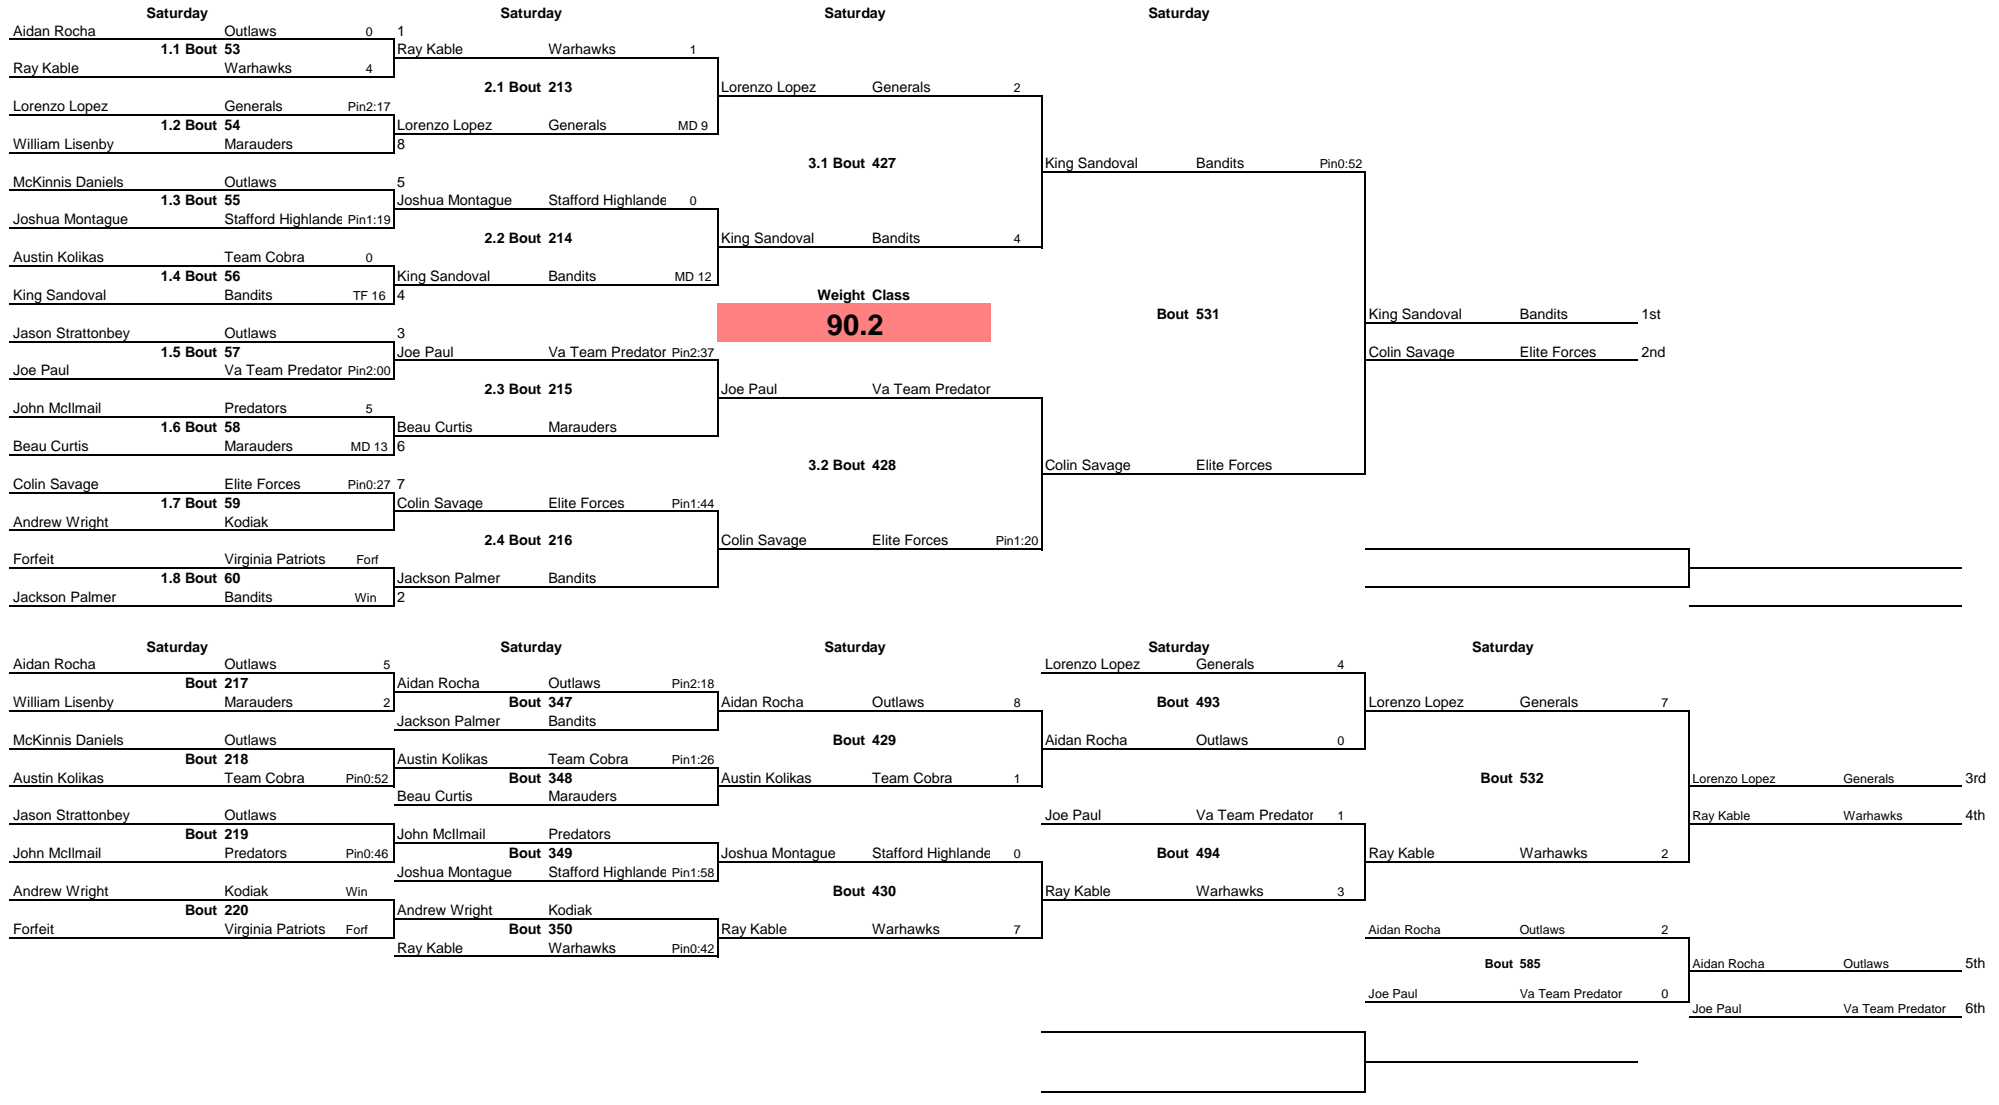 Saturday Saturday Saturday Saturday
Aidan Rocha Outlaws 0 1
1.1 Bout 53 Ray Kable Warhawks 1
Ray Kable Warhawks 4
2.1 Bout 213 Lorenzo Lopez Generals 2
Lorenzo Lopez Generals Pin2:17
1.2 Bout 54 Lorenzo Lopez Generals MD 9
William Lisenby Marauders 8
3.1 Bout 427 King Sandoval Bandits Pin0:52
McKinnis Daniels Outlaws 5
1.3 Bout 55 Joshua Montague Stafford Highlande 0
Joshua Montague Stafford Highlande Pin1:19
2.2 Bout 214 King Sandoval Bandits 4
Austin Kolikas Team Cobra 0
1.4 Bout 56 King Sandoval Bandits MD 12
King Sandoval Bandits TF 16 4 Weight Class
90.2 Bout 531 King Sandoval Bandits 1st
Jason Strattonbey Outlaws 3
1.5 Bout 57 Joe Paul Va Team Predator Pin2:37 Colin Savage Elite Forces 2nd
Joe Paul Va Team Predator Pin2:00
2.3 Bout 215 Joe Paul Va Team Predator
John McIlmail Predators 5
1.6 Bout 58 Beau Curtis Marauders
Beau Curtis Marauders MD 13 6
3.2 Bout 428 Colin Savage Elite Forces
Colin Savage Elite Forces Pin0:27 7
1.7 Bout 59 Colin Savage Elite Forces Pin1:44
Andrew Wright Kodiak
2.4 Bout 216 Colin Savage Elite Forces Pin1:20
Forfeit Virginia Patriots Forf
1.8 Bout 60 Jackson Palmer Bandits
Jackson Palmer Bandits Win 2
Saturday Saturday Saturday Saturday Saturday
Aidan Rocha Outlaws 5 Lorenzo Lopez Generals 4
Bout 217 Aidan Rocha Outlaws Pin2:18
William Lisenby Marauders 2 Bout 347 Aidan Rocha Outlaws 8 Bout 493 Lorenzo Lopez Generals 7
Jackson Palmer Bandits
McKinnis Daniels Outlaws Bout 429 Aidan Rocha Outlaws 0
Bout 218 Austin Kolikas Team Cobra Pin1:26
Austin Kolikas Team Cobra Pin0:52 Bout 348 Austin Kolikas Team Cobra 1 Bout 532 Lorenzo Lopez Generals 3rd
Beau Curtis Marauders
Jason Strattonbey Outlaws Joe Paul Va Team Predator 1 Ray Kable Warhawks 4th
Bout 219 John McIlmail Predators
John McIlmail Predators Pin0:46 Bout 349 Joshua Montague Stafford Highlande 0 Bout 494 Ray Kable Warhawks 2
Joshua Montague Stafford Highlande Pin1:58
Andrew Wright Kodiak Win Bout 430 Ray Kable Warhawks 3
Bout 220 Andrew Wright Kodiak
Forfeit Virginia Patriots Forf Bout 350 Ray Kable Warhawks 7 Aidan Rocha Outlaws 2
Ray Kable Warhawks Pin0:42
Bout 585 Aidan Rocha Outlaws 5th
Joe Paul Va Team Predator 0
Joe Paul Va Team Predator 6th